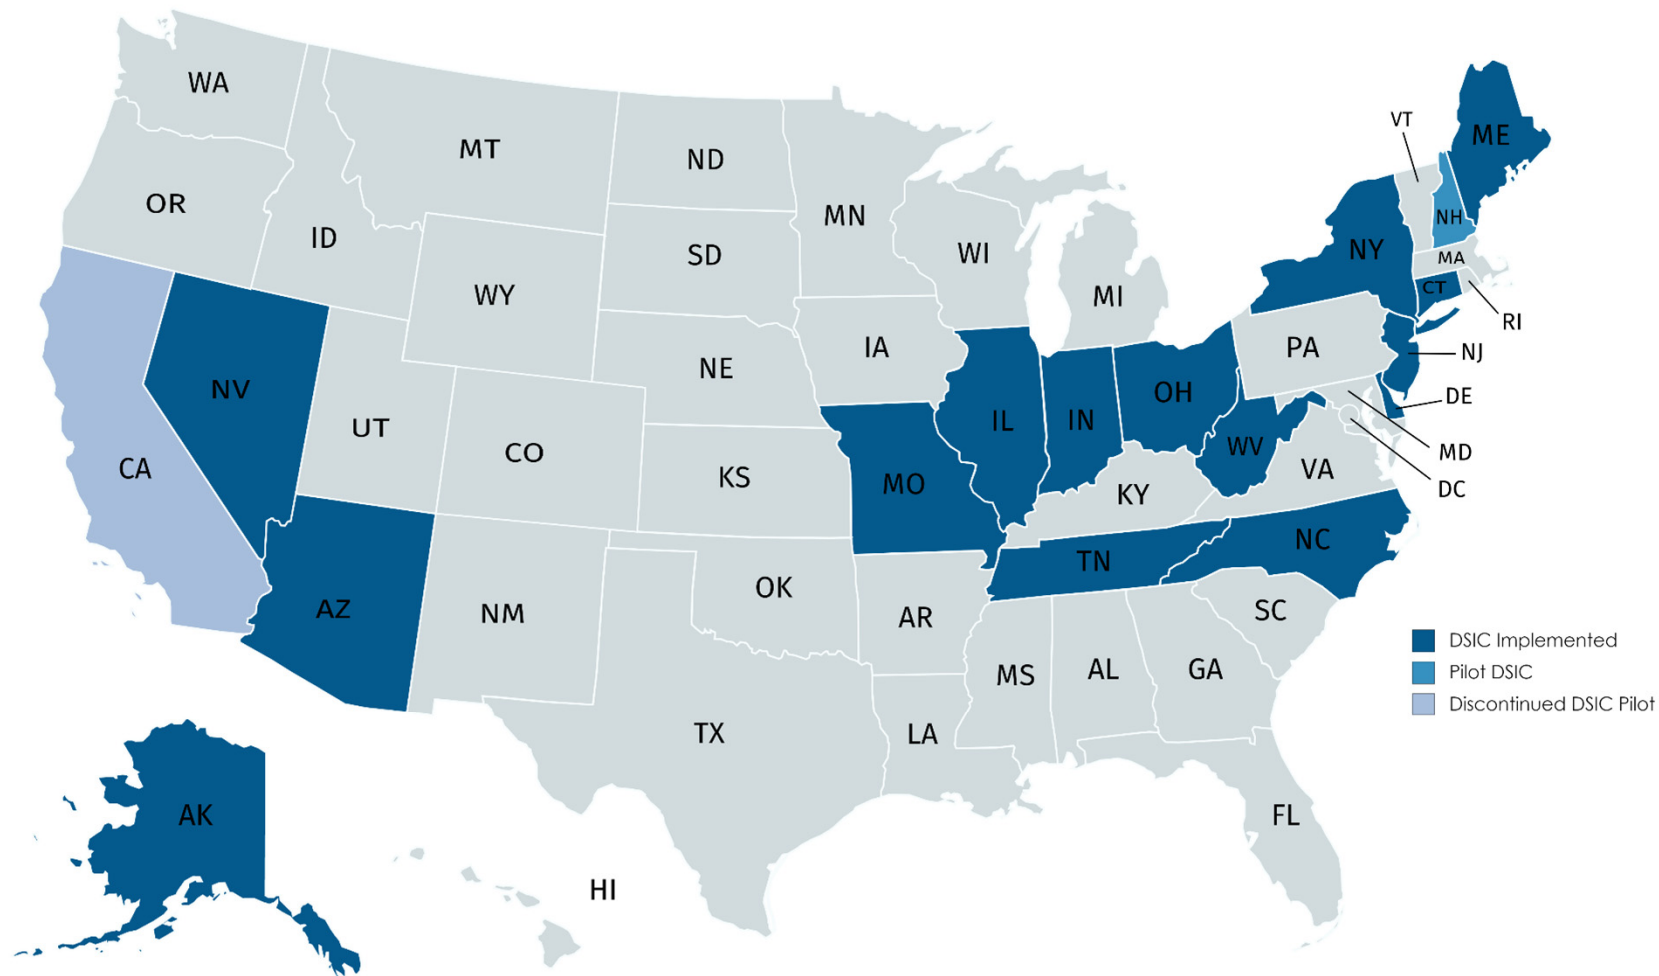 WA
MT
ND
MN
VT
ME
OR
ID
SD
WI
NH
NY
MA
WY
MI
CT
RI
IA
NE
PA
NJ
NV
OH
DE
UT
CO
IL
IN
WV
MD
CA
KS
MO
KY
VA
DC
NC
TN
OK
AZ
NM
AR
SC
MS
AL
GA
TX
LA
FL
AK
HI
DSIC Implemented
Pilot DSIC
Discontinued DSIC Pilot